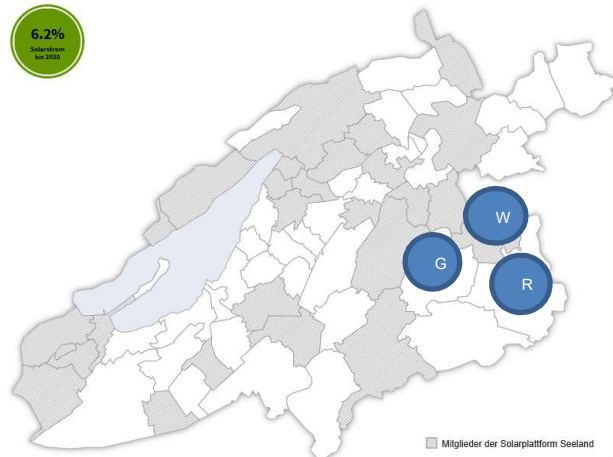 6.2%
Solarstrom
bis 2020
W
G
R
Mitglieder der Solarplattform Seeland